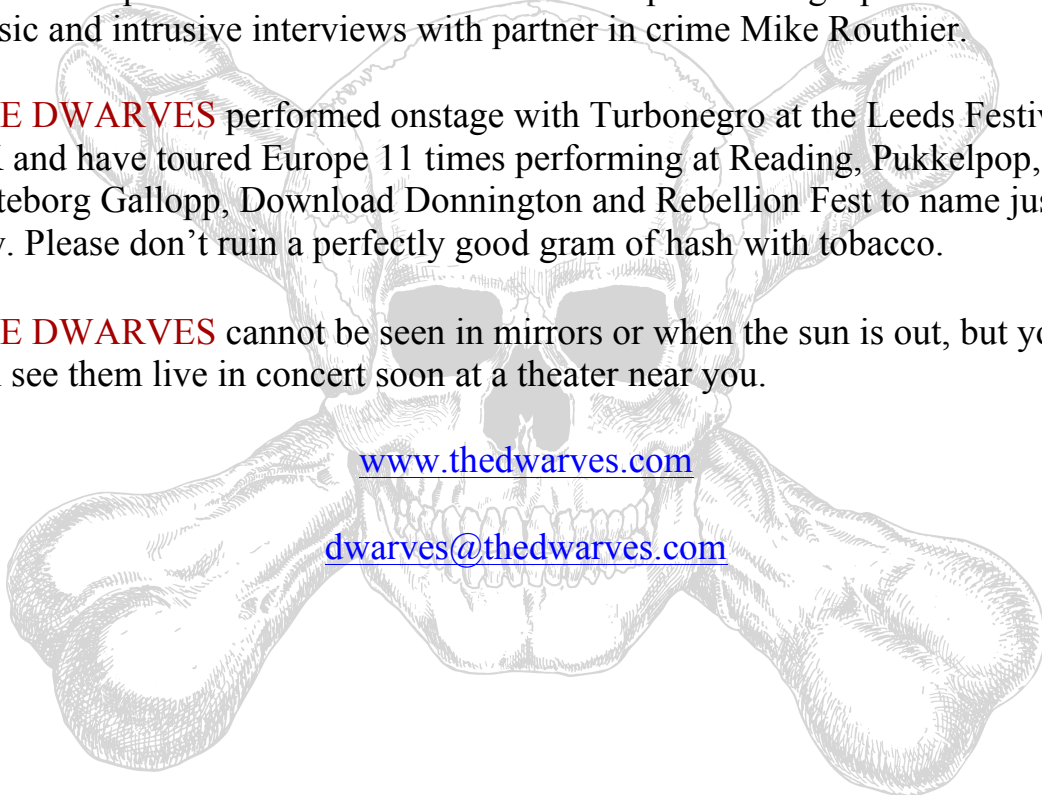 sic and intrusive interviews with partner in crime Mike Routhier.
E DWARVES performed onstage with Turbonegro at the Leeds Festiv
and have toured Europe 11 times performing at Reading, Pukkelpop,
teborg Gallopp, Download Donnington and Rebellion Fest to name jus
. Please don’t ruin a perfectly good gram of hash with tobacco.
E DWARVES cannot be seen in mirrors or when the sun is out, but yo
see them live in concert soon at a theater near you.
www.thedwarves.com
dwarves@thedwarves.com